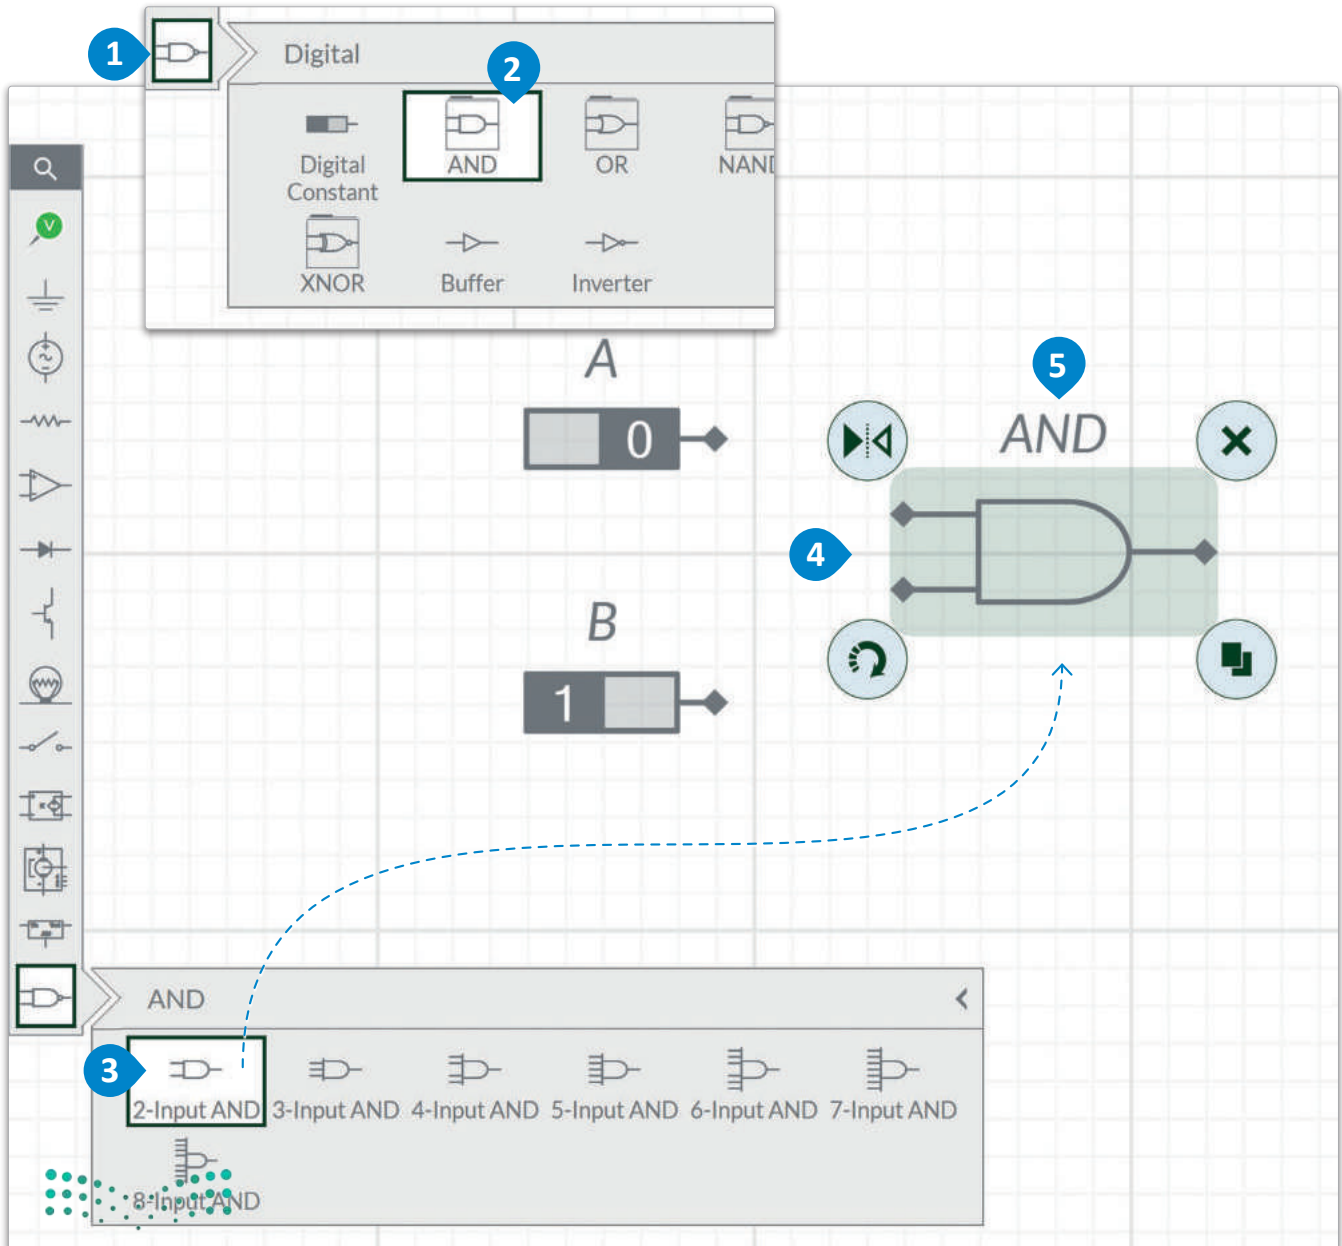 1
Digital
2
Digital
Constant
AND
OR
NAND
XNOR
Buffer
Inverter
V
A
0
5
AND
4
B
1
AND
3
2-Input AND
3-Input AND
4-Input AND
5-Input AND
6-Input AND
7-Input AND
8-Input AND